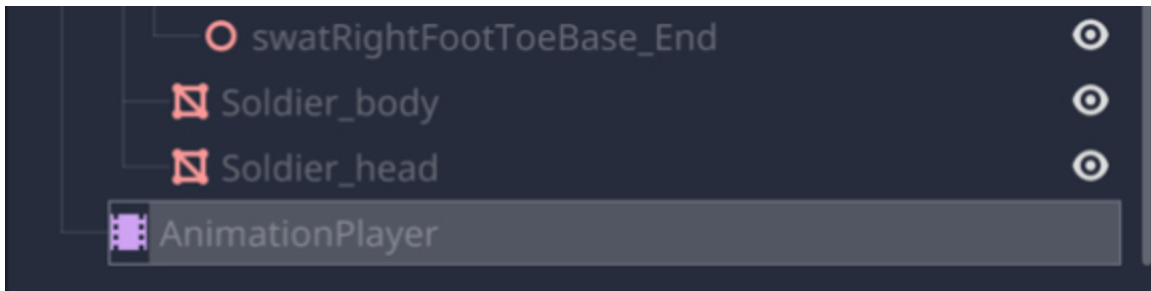 swatRightFootToeBase_End
Soldier_body
Soldier_head
AnimationPlayer